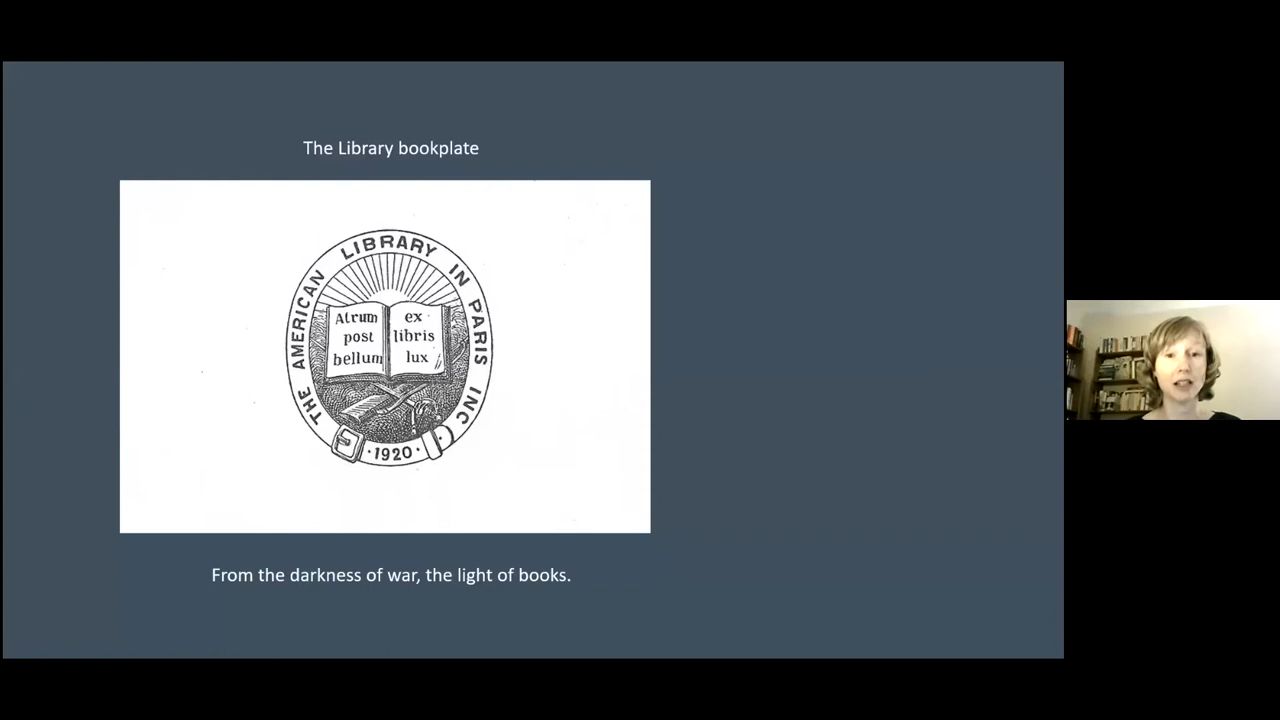 The Library bookplate
THE AMERICAN LIBRARY IN PARIS INC
Atrum
post
bellum
ex
libris
lux
·1920·
From the darkness of war, the light of books.